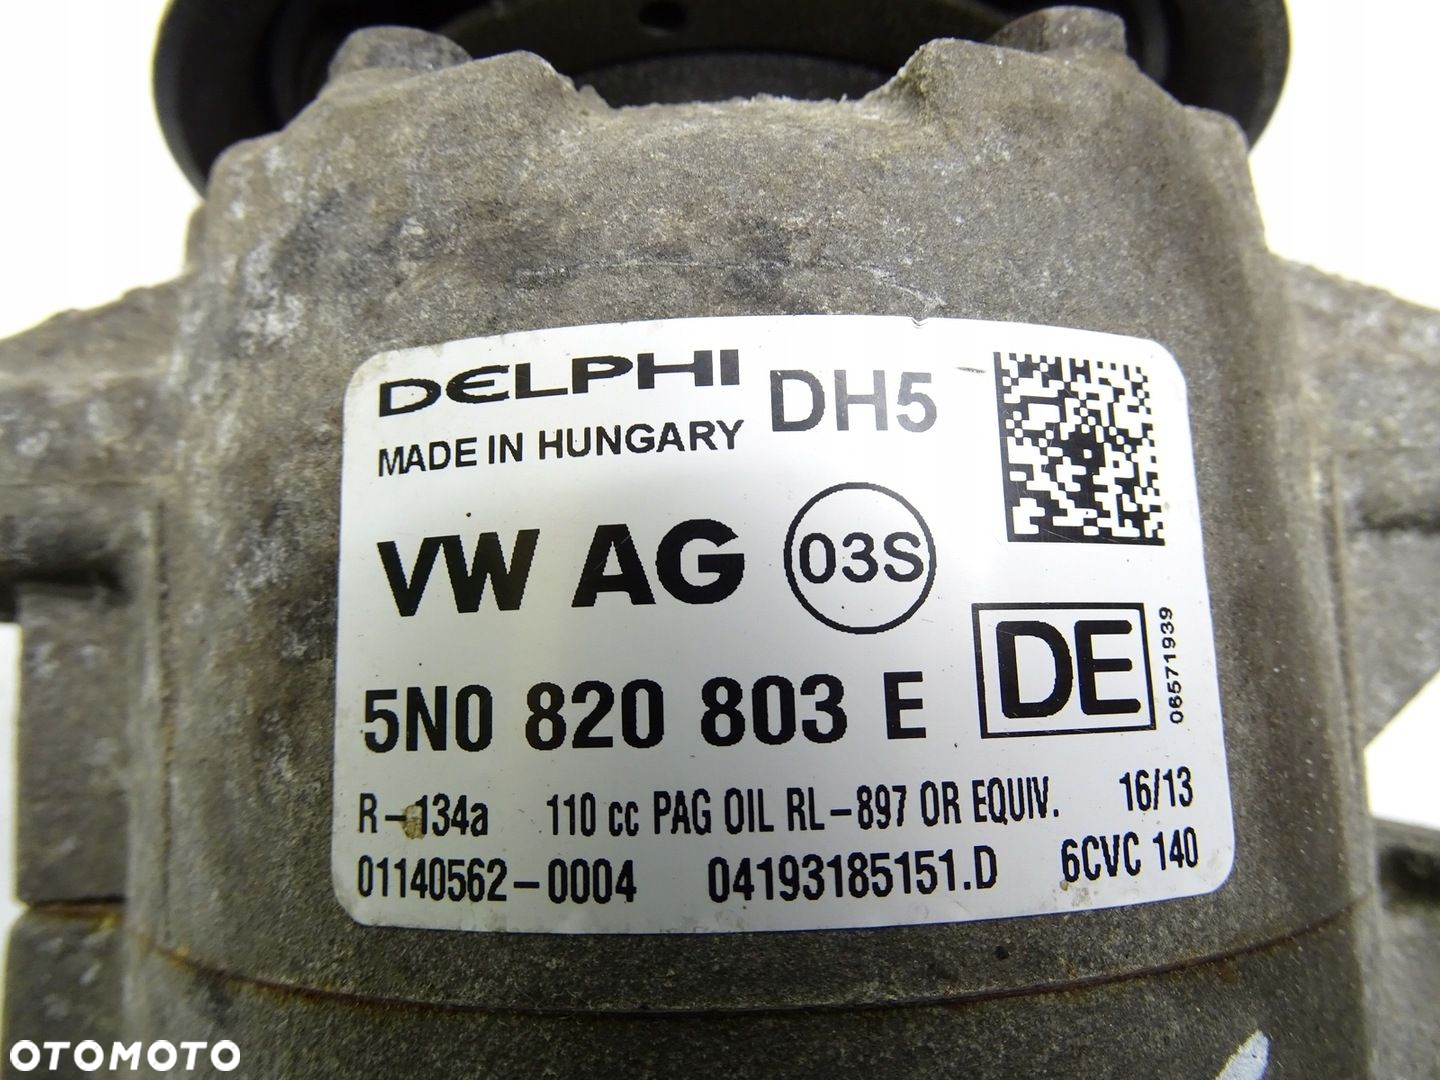 DELPHI DH5
MADE IN HUNGARY
VW AG 03S
DE
06571939
5N0 820 803 E
R-134a 110 cc PAG OIL RL-897 OR EQUIV. 16/13
01140562-0004 04193185151.D 6CVC 140
OTOMOTO